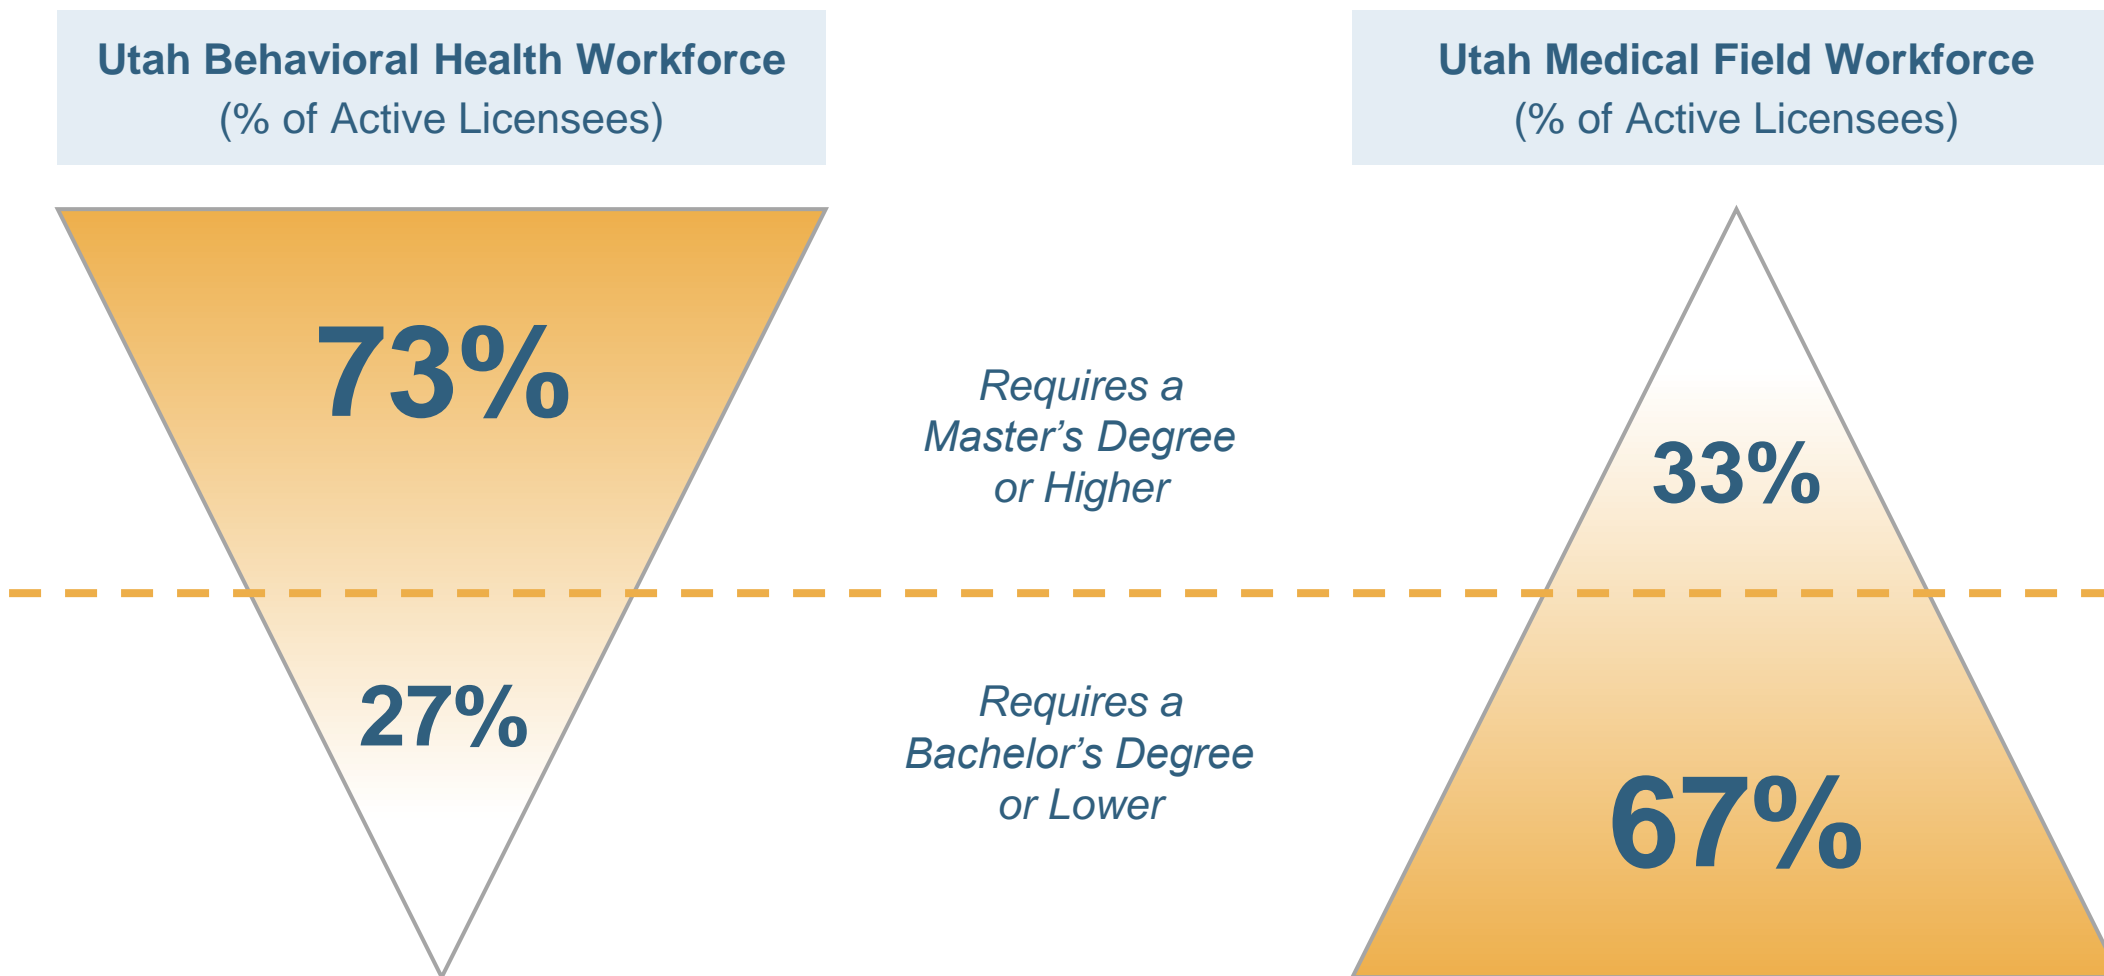 Utah Behavioral Health Workforce
(% of Active Licensees)
Utah Medical Field Workforce
(% of Active Licensees)
73%
Requires a
Master’s Degree
or Higher
33%
27%
Requires a
Bachelor’s Degree
or Lower
67%